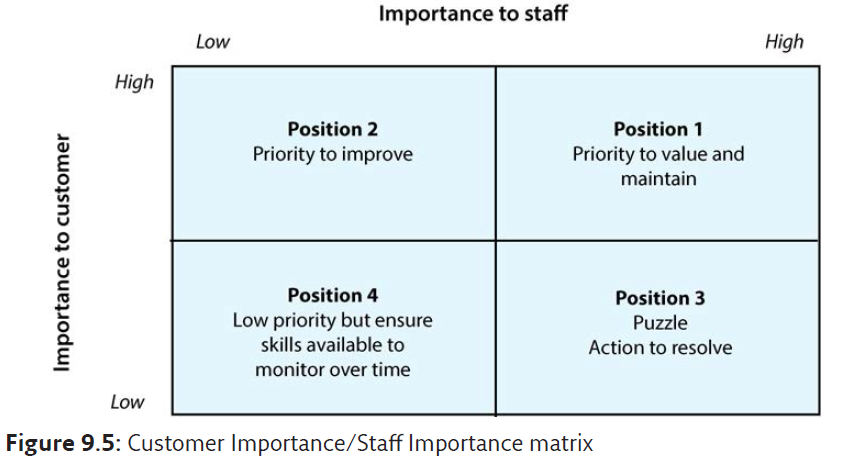 Importance to staff
Low
High
High
Importance to customer
Position 2
Priority to improve
Position 1
Priority to value and
maintain
Position 4
Low priority but ensure
skills available to
monitor over time
Position 3
Puzzle
Action to resolve
Low
Figure 9.5: Customer Importance/Staff Importance matrix